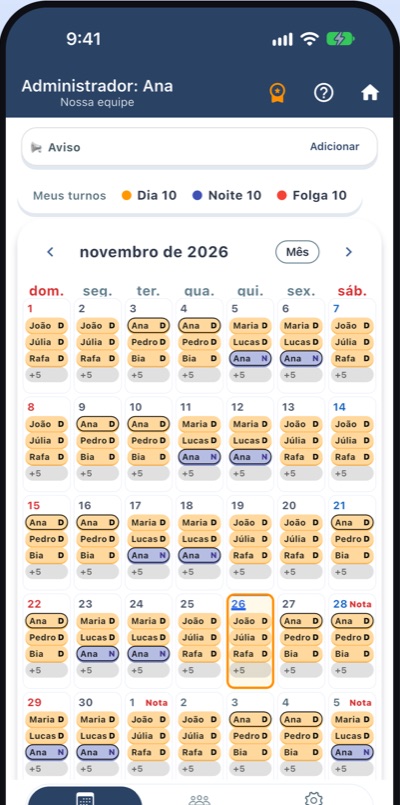 9:41
Administrador: Ana
Nossa equipe
Aviso Adicionar
Meus turnos Dia 10 Noite 10 Folga 10
novembro de 2026 Mês
dom. seg. ter. qua. qui. sex. sáb.
1 2 3 4 5 6 7
João D João D Ana D Ana D Maria D Maria D João D
Júlia D Júlia D Pedro D Pedro D Lucas D Lucas D Júlia D
Rafa D Rafa D Bia D Bia D Ana N Ana N Rafa D
+5 +5 +5 +5 +5 +5 +5
8 9 10 11 12 13 14
João D Ana D Ana D Maria D Maria D João D João D
Júlia D Pedro D Pedro D Lucas D Lucas D Júlia D Júlia D
Rafa D Bia D Bia D Ana N Ana N Rafa D Rafa D
+5 +5 +5 +5 +5 +5 +5
15 16 17 18 19 20 21
Ana D Ana D Maria D Maria D João D João D Ana D
Pedro D Pedro D Lucas D Lucas D Júlia D Júlia D Pedro D
Bia D Bia D Ana N Ana N Rafa D Rafa D Bia D
+5 +5 +5 +5 +5 +5 +5
22 23 24 25 26 27 28 Nota
Ana D Maria D Maria D João D João D Ana D Ana D
Pedro D Lucas D Lucas D Júlia D Júlia D Pedro D Pedro D
Bia D Ana N Ana N Rafa D Rafa D Bia D Bia D
+5 +5 +5 +5 +5 +5 +5
29 30 1 Nota 2 3 4 5 Nota
Maria D Maria D João D João D Ana D Ana D Maria D
Lucas D Lucas D Júlia D Júlia D Pedro D Pedro D Lucas D
Ana N Ana N Rafa D Rafa D Bia D Bia D Ana N
+5 +5 +5 +5 +5 +5 +5